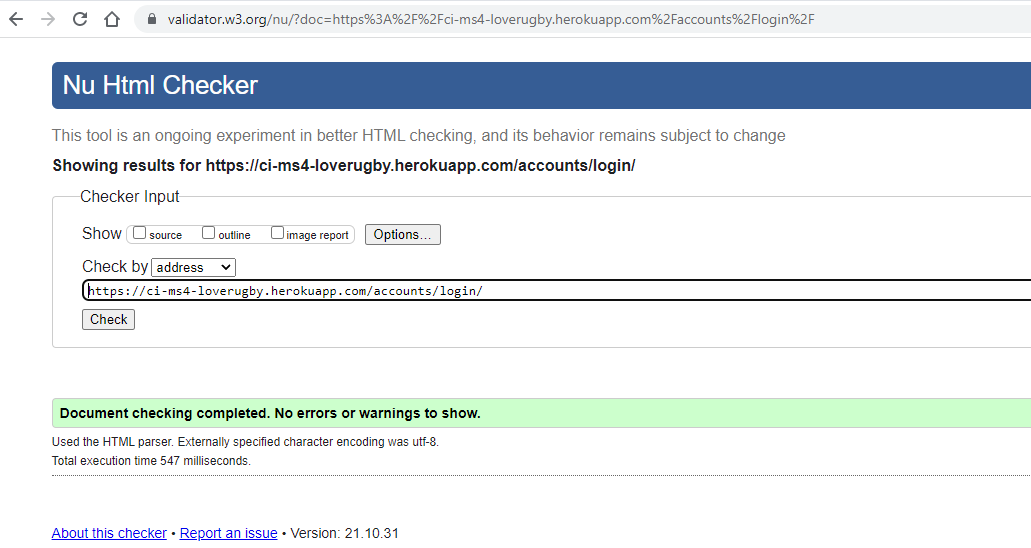 validator.w3.org/nu/?doc=https%3A%2F%2Fci-ms4-loverugby.herokuapp.com%2Faccounts%2Flogin%2F
Nu Html Checker
This tool is an ongoing experiment in better HTML checking, and its behavior remains subject to change
Showing results for https://ci-ms4-loverugby.herokuapp.com/accounts/login/
Checker Input
Show source outline image report Options...
Check by address
https://ci-ms4-loverugby.herokuapp.com/accounts/login/
Check
Document checking completed. No errors or warnings to show.
Used the HTML parser. Externally specified character encoding was utf-8.
Total execution time 547 milliseconds.
About this checker • Report an issue • Version: 21.10.31